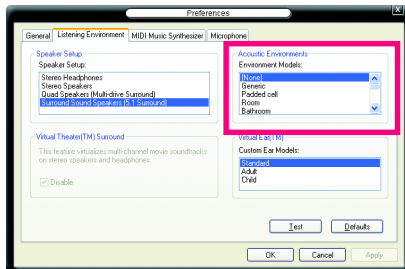 Preferences
X
General Listening Environment MIDI Music Synthesizer Microphone
Speaker Setup
Speaker Setup:
Stereo Headphones
Stereo Speakers
Quad Speakers (Multi-drive Surround)
Surround Sound Speakers (5.1 Surround)
Acoustic Environments
Environment Models:
(None)
Generic
Padded cell
Room
Bathroom
Virtual Theater(TM) Surround
This feature virtualizes multi-channel movie soundtracks
on stereo speakers and headphones.
Disable
Virtual Ear(TM)
Custom Ear Models:
Standard
Adult
Child
Test Defaults
OK Cancel Apply